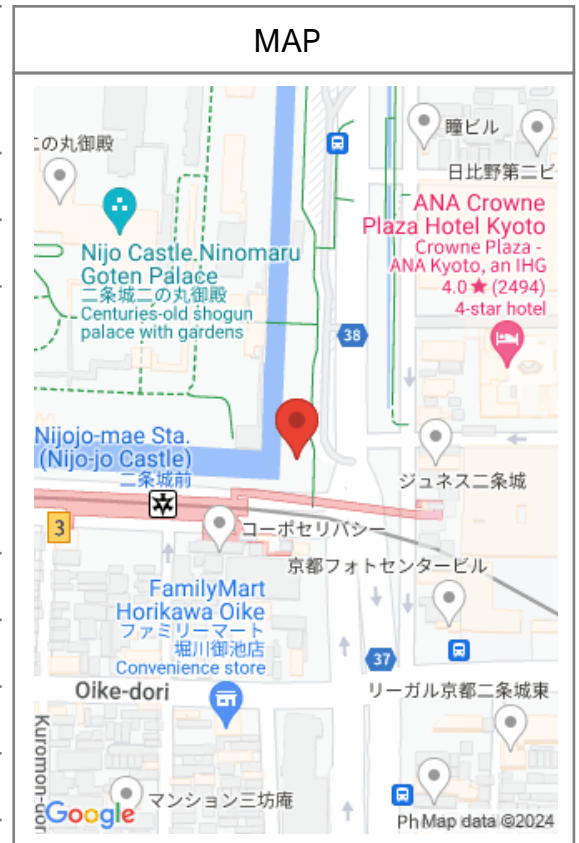 MAP
二の丸御殿
瞳ビル
日比野第二ビ
ANA Crowne
Plaza Hotel Kyoto
Crowne Plaza -
ANA Kyoto, an IHG
4.0★(2494)
4-star hotel
Nijo Castle Ninomaru
Goten Palace
二条城二の丸御殿
Centuries-old shogun
palace with gardens
38
Nijojo-mae Sta.
(Nijo-jo Castle)
二条城前
ジュネス二条城
3
コーポセリバシー
京都フォトセンタービル
FamilyMart
Horikawa Oike
ファミリーマート
堀川御池店
Convenience store
37
Oike-dori
リーガル京都二条城東
Kuromon-dor
マンション三坊庵
Google
Ph
Map data ©2024